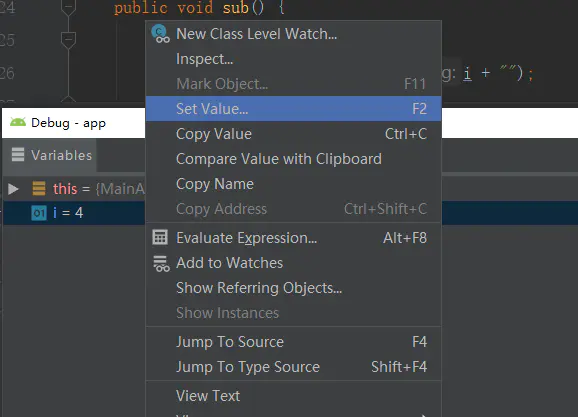 24
public void sub() {
25
26
g: i + "");
New Class Level Watch...
Inspect...
Mark Object... F11
Set Value... F2
Copy Value Ctrl+C
Compare Value with Clipboard
Copy Name
Copy Address Ctrl+Shift+C
Evaluate Expression... Alt+F8
Add to Watches
Show Referring Objects...
Show Instances
Jump To Source F4
Jump To Type Source Shift+F4
View Text
Debug - app
Variables
this = {MainA
01 i = 4